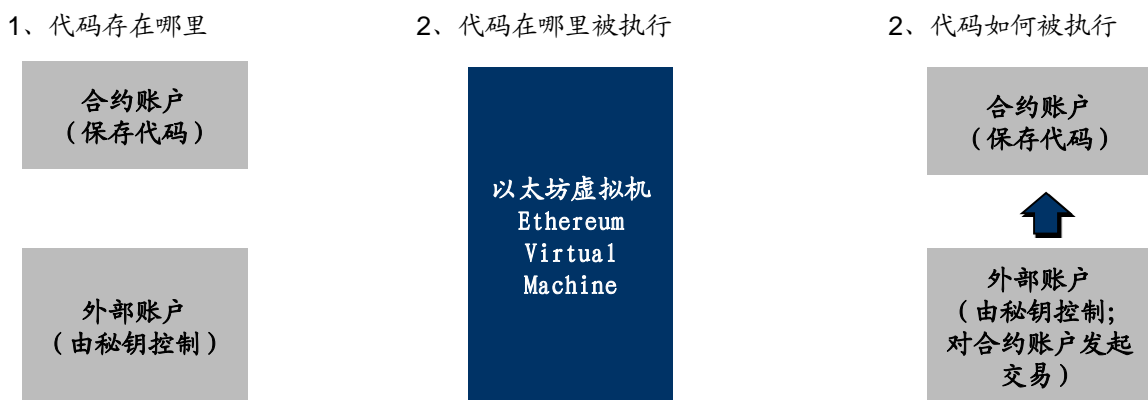 1、代码存在哪里
合约账户
（保存代码）
外部账户
（由秘钥控制）
2、代码在哪里被执行
以太坊虚拟机
Ethereum
Virtual
Machine
2、代码如何被执行
合约账户
（保存代码）
外部账户
（由秘钥控制；
对合约账户发起
交易）